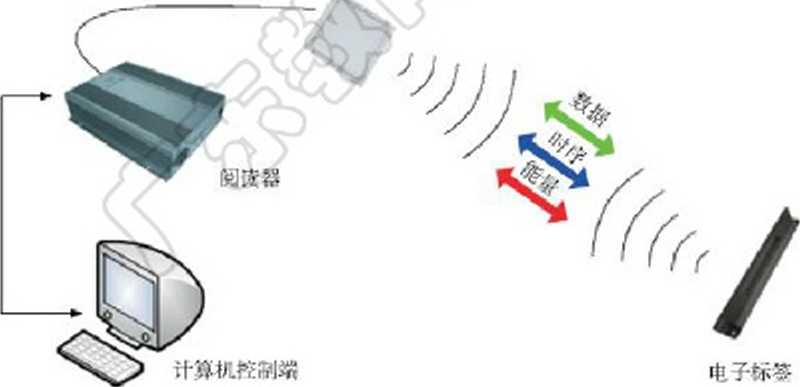 数据
时序
能量
阅读器
计算机控制端
电子标签